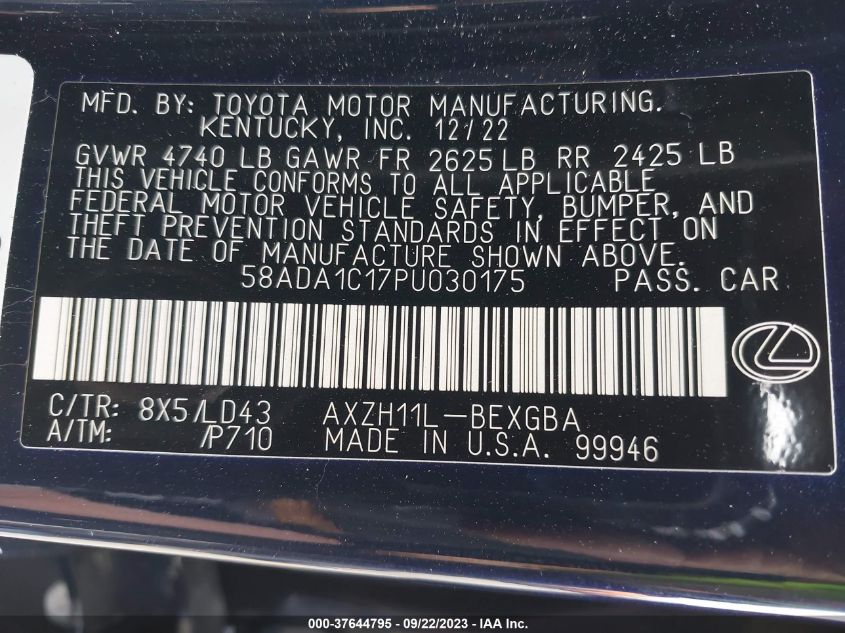 MFD. BY: TOYOTA MOTOR MANUFACTURING.
KENTUCKY, INC. 12/22
GVWR 4740 LB GAWR FR 2625 LB RR 2425 LB
THIS VEHICLE CONFORMS TO ALL APPLICABLE
FEDERAL MOTOR VEHICLE SAFETY, BUMPER, AND
THEFT PREVENTION STANDARDS IN EFFECT ON
THE DATE OF MANUFACTURE SHOWN ABOVE.
58ADA1C17PU030175 PASS. CAR
C/TR: 8X5/LD43 AXZH11L-BEXGBA
A/TM: /P710 MADE IN U.S.A. 99946
000-37644795 - 09/22/2023 - IAA Inc.